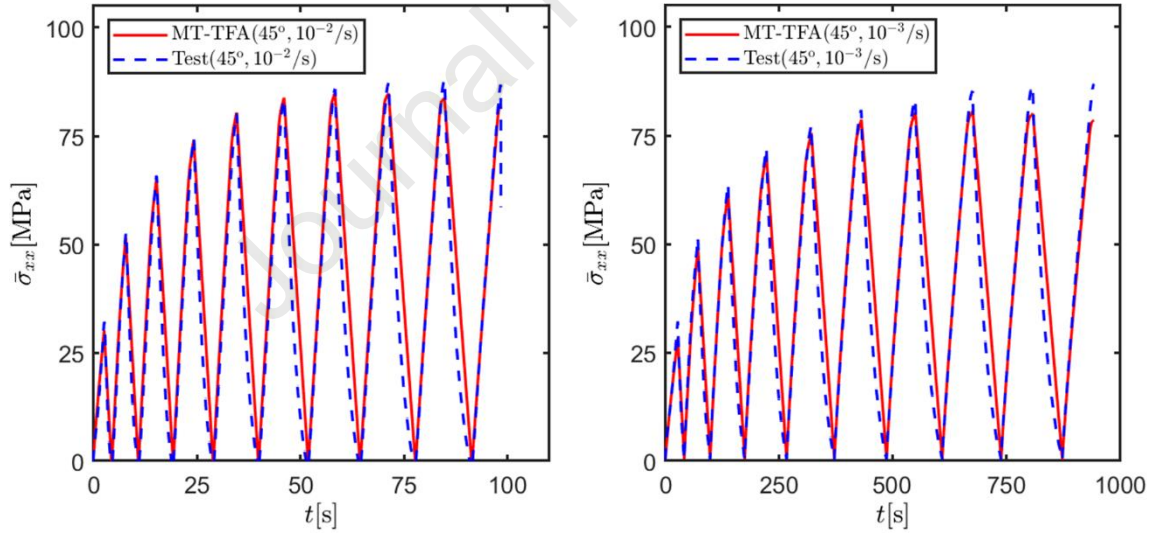 Journal
100
75
50
25
0
σ̄xx[MPa]
MT-TFA(45°, 10⁻²/s)
Test(45°, 10⁻²/s)
0 25 50 75 100
t[s]
100
75
50
25
0
σ̄xx[MPa]
MT-TFA(45°, 10⁻³/s)
Test(45°, 10⁻³/s)
0 250 500 750 1000
t[s]